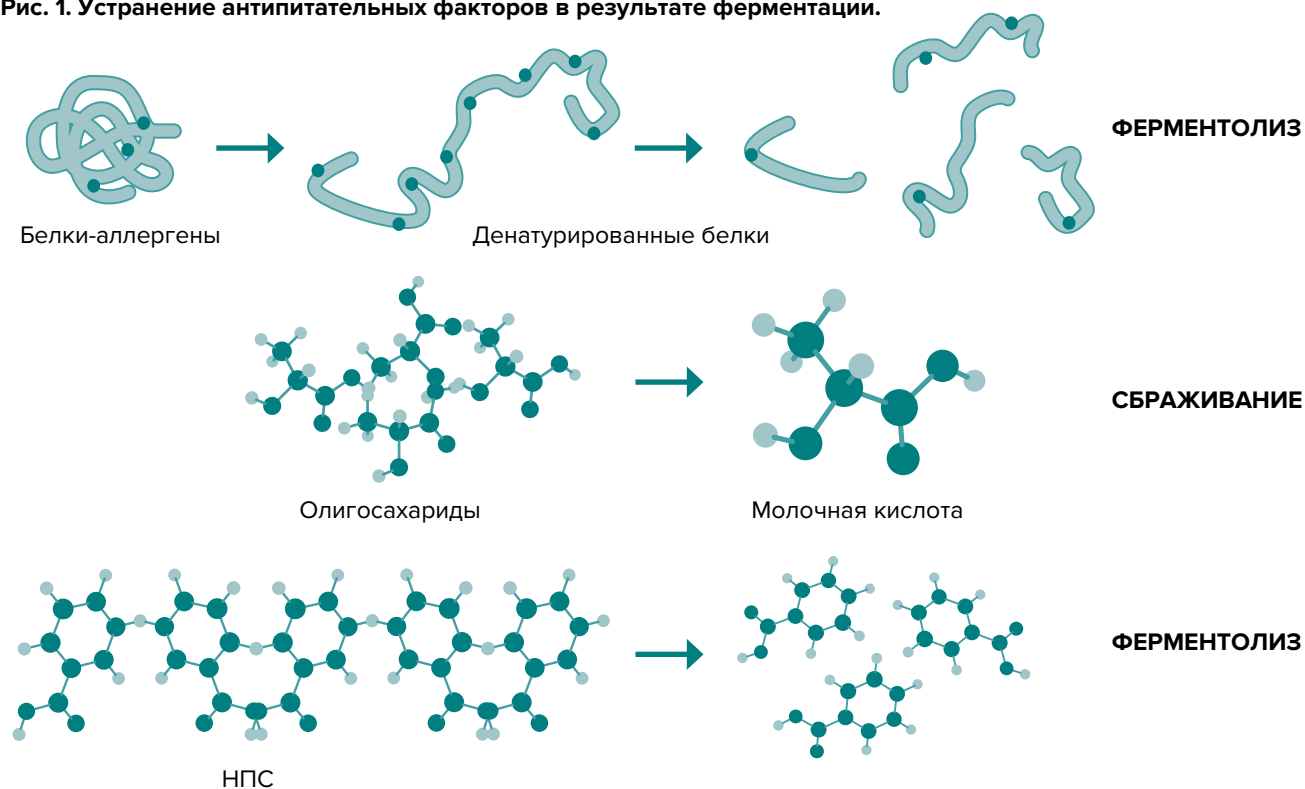 Рис. 1. Устранение антипитательных факторов в результате ферментации.
ФЕРМЕНТОЛИЗ
Белки-аллергены
Денатурированные белки
СБРАЖИВАНИЕ
Олигосахариды
Молочная кислота
ФЕРМЕНТОЛИЗ
НПС